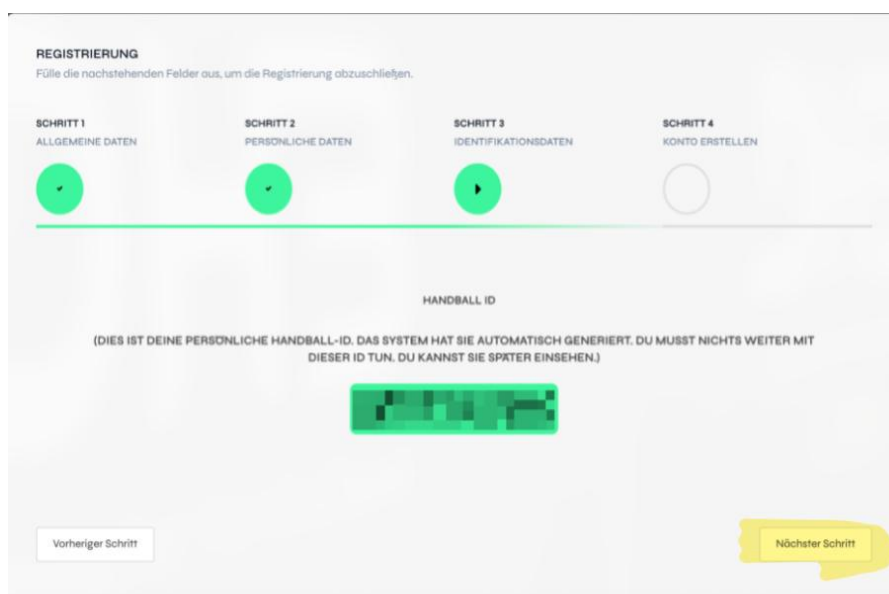 REGISTRIERUNG
Fülle die nachstehenden Felder aus, um die Registrierung abzuschließen.
SCHRITT 1
ALLGEMEINE DATEN
SCHRITT 2
PERSÖNLICHE DATEN
SCHRITT 3
IDENTIFIKATIONSDATEN
SCHRITT 4
KONTO ERSTELLEN
HANDBALL ID
(DIES IST DEINE PERSÖNLICHE HANDBALL-ID. DAS SYSTEM HAT SIE AUTOMATISCH GENERIERT. DU MUSST NICHTS WEITER MIT
DIESER ID TUN. DU KANNST SIE SPÄTER EINSEHEN.)
Vorheriger Schritt
Nächster Schritt